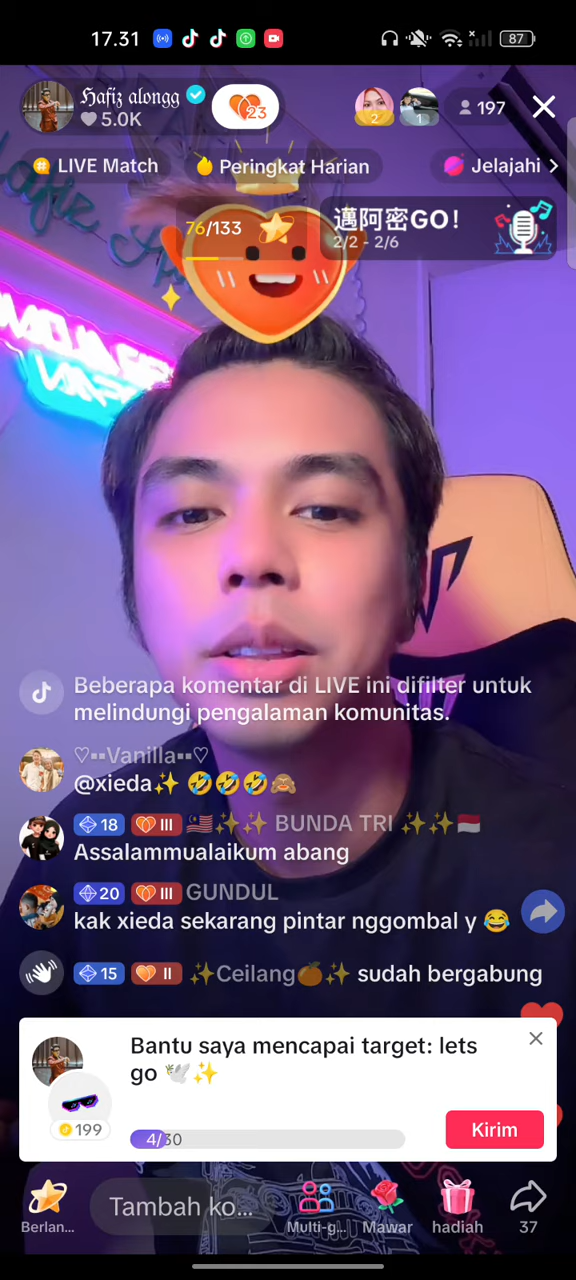 17.31
87
Hafiz alongg
5.0K
23
2
1
197
LIVE Match
Peringkat Harian
Jelajahi
76/133
邁阿密GO!
2/2 - 2/6
Beberapa komentar di LIVE ini difilter untuk
melindungi pengalaman komunitas.
♡▪▪Vanilla▪▪♡
@xieda✨ 🤣🤣🤣🙈
18 III 🇲🇾✨✨ BUNDA TRI ✨✨🇮🇩
Assalammualaikum abang
20 III GUNDUL
kak xieda sekarang pintar nggombal y 😂
15 II ✨Ceilang🍊✨ sudah bergabung
Bantu saya mencapai target: lets
go 🕊️✨
199
4/30
Kirim
Berlan...
Tambah ko...
Multi-g...
Mawar
hadiah
37